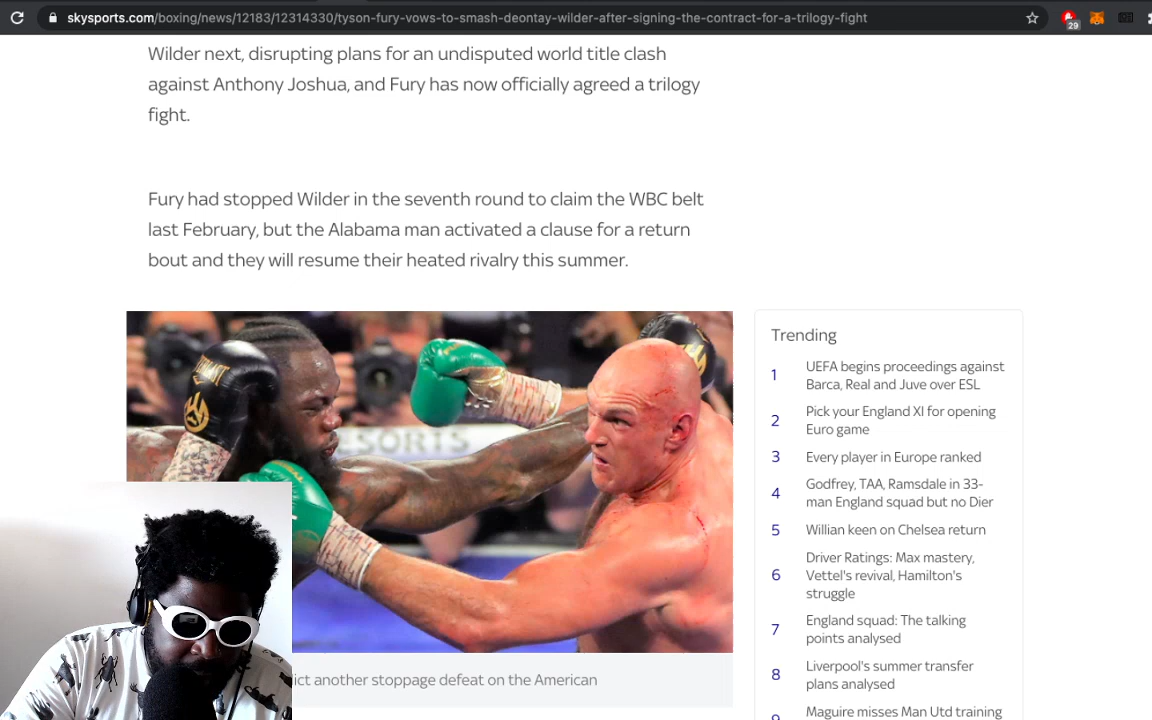 skysports.com/boxing/news/12183/12314330/tyson-fury-vows-to-smash-deontay-wilder-after-signing-the-contract-for-a-trilogy-fight
29
Wilder next, disrupting plans for an undisputed world title clash
against Anthony Joshua, and Fury has now officially agreed a trilogy
fight.
Fury had stopped Wilder in the seventh round to claim the WBC belt
last February, but the Alabama man activated a clause for a return
bout and they will resume their heated rivalry this summer.
ict another stoppage defeat on the American
Trending
1 UEFA begins proceedings against
Barca, Real and Juve over ESL
2 Pick your England XI for opening
Euro game
3 Every player in Europe ranked
4 Godfrey, TAA, Ramsdale in 33-
man England squad but no Dier
5 Willian keen on Chelsea return
6 Driver Ratings: Max mastery,
Vettel's revival, Hamilton's
struggle
7 England squad: The talking
points analysed
8 Liverpool's summer transfer
plans analysed
9 Maguire misses Man Utd training